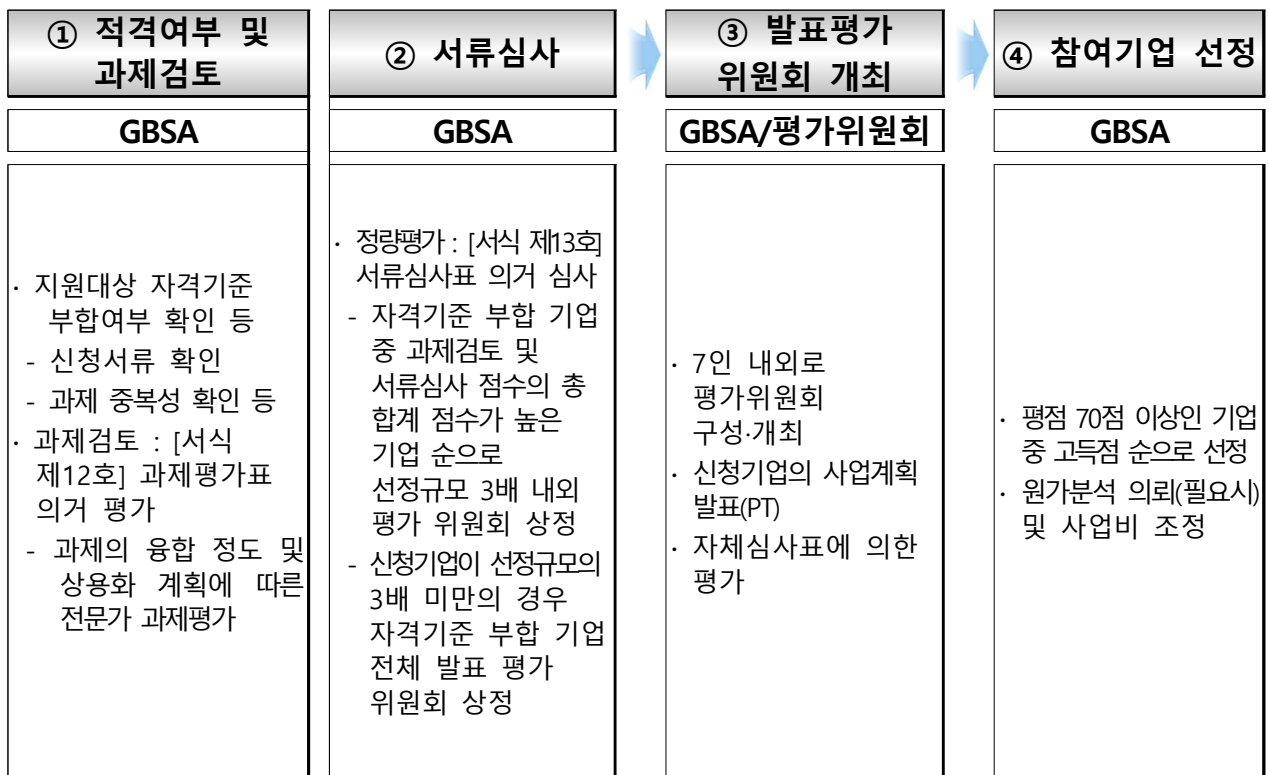 ① 적격여부 및
과제검토
② 서류심사
③ 발표평가
위원회 개최
④ 참여기업 선정
GBSA
GBSA
GBSA/평가위원회
GBSA
· 지원대상 자격기준
부합여부 확인 등
- 신청서류 확인
- 과제 중복성 확인 등
· 과제검토 : [서식
제12호] 과제평가표
의거 평가
- 과제의 융합 정도 및
상용화 계획에 따른
전문가 과제평가
· 정량평가 : [서식 제13호]
서류심사표 의거 심사
- 자격기준 부합 기업
중 과제검토 및
서류심사 점수의 총
합계 점수가 높은
기업 순으로
선정규모 3배 내외
평가 위원회 상정
- 신청기업이 선정규모의
3배 미만의 경우
자격기준 부합 기업
전체 발표 평가
위원회 상정
· 7인 내외로
평가위원회
구성·개최
· 신청기업의 사업계획
발표(PT)
· 자체심사표에 의한
평가
· 평점 70점 이상인 기업
중 고득점 순으로 선정
· 원가분석 의뢰(필요시)
및 사업비 조정